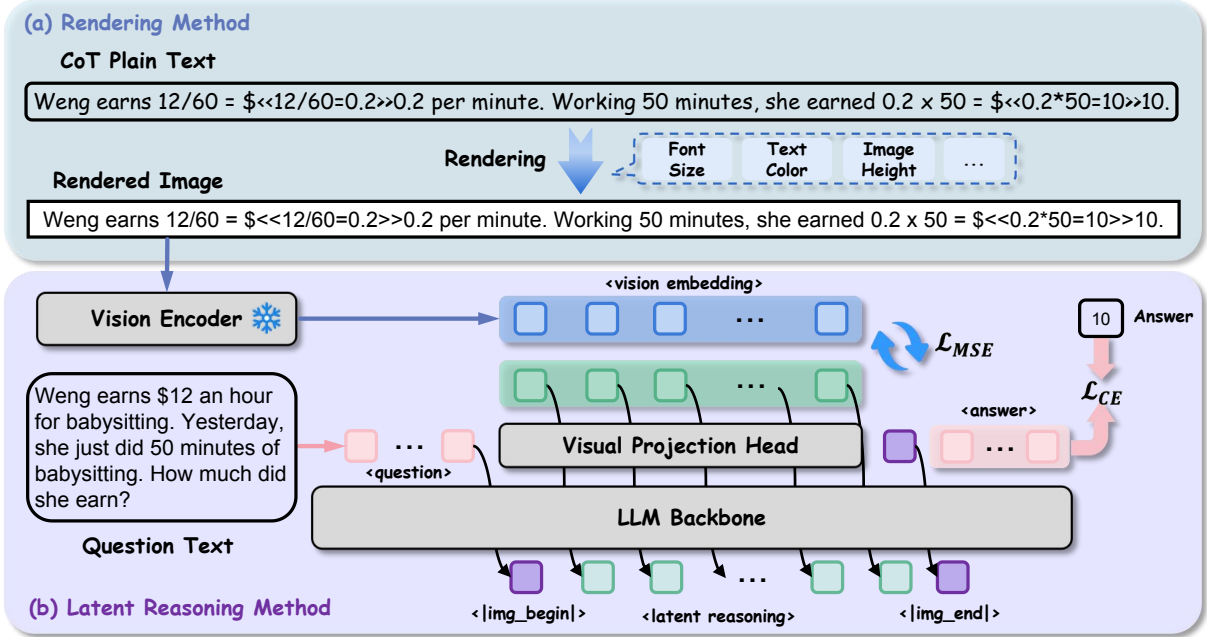 (a) Rendering Method
CoT Plain Text
Weng earns 12/60 = $<<12/60=0.2>>0.2 per minute. Working 50 minutes, she earned 0.2 x 50 = $<<0.2*50=10>>10.
Rendering
Font
Size
Text
Color
Image
Height
...
Rendered Image
Weng earns 12/60 = $<<12/60=0.2>>0.2 per minute. Working 50 minutes, she earned 0.2 x 50 = $<<0.2*50=10>>10.
<vision embedding>
Vision Encoder
...
10
Answer
ℒMSE
Weng earns $12 an hour
for babysitting. Yesterday,
she just did 50 minutes of
babysitting. How much did
she earn?
...
ℒCE
<answer>
...
<question>
Visual Projection Head
...
LLM Backbone
Question Text
...
<|img_begin|>
<latent reasoning>
<|img_end|>
(b) Latent Reasoning Method